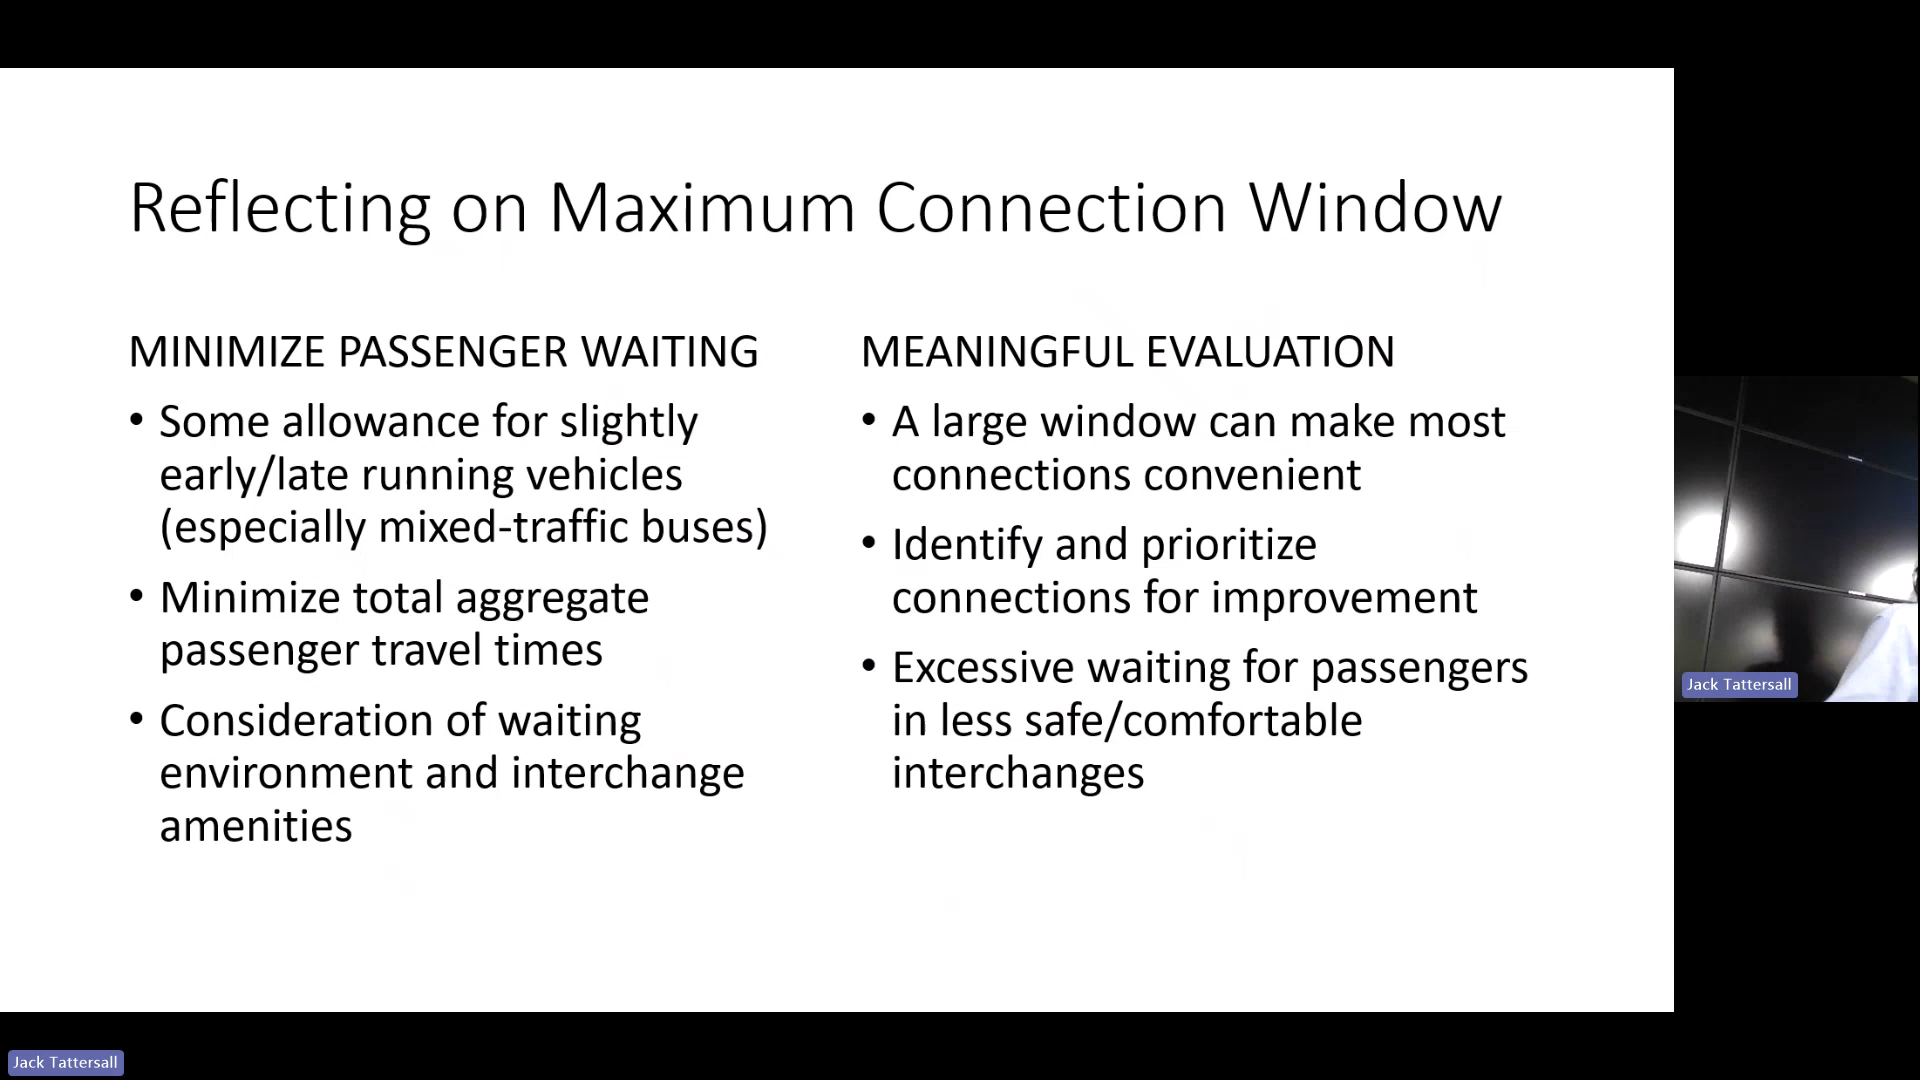 Reflecting on Maximum Connection Window
MINIMIZE PASSENGER WAITING
• Some allowance for slightly
early/late running vehicles
(especially mixed-traffic buses)
• Minimize total aggregate
passenger travel times
• Consideration of waiting
environment and interchange
amenities
MEANINGFUL EVALUATION
• A large window can make most
connections convenient
• Identify and prioritize
connections for improvement
• Excessive waiting for passengers
in less safe/comfortable
interchanges
Jack Tattersall
Jack Tattersall